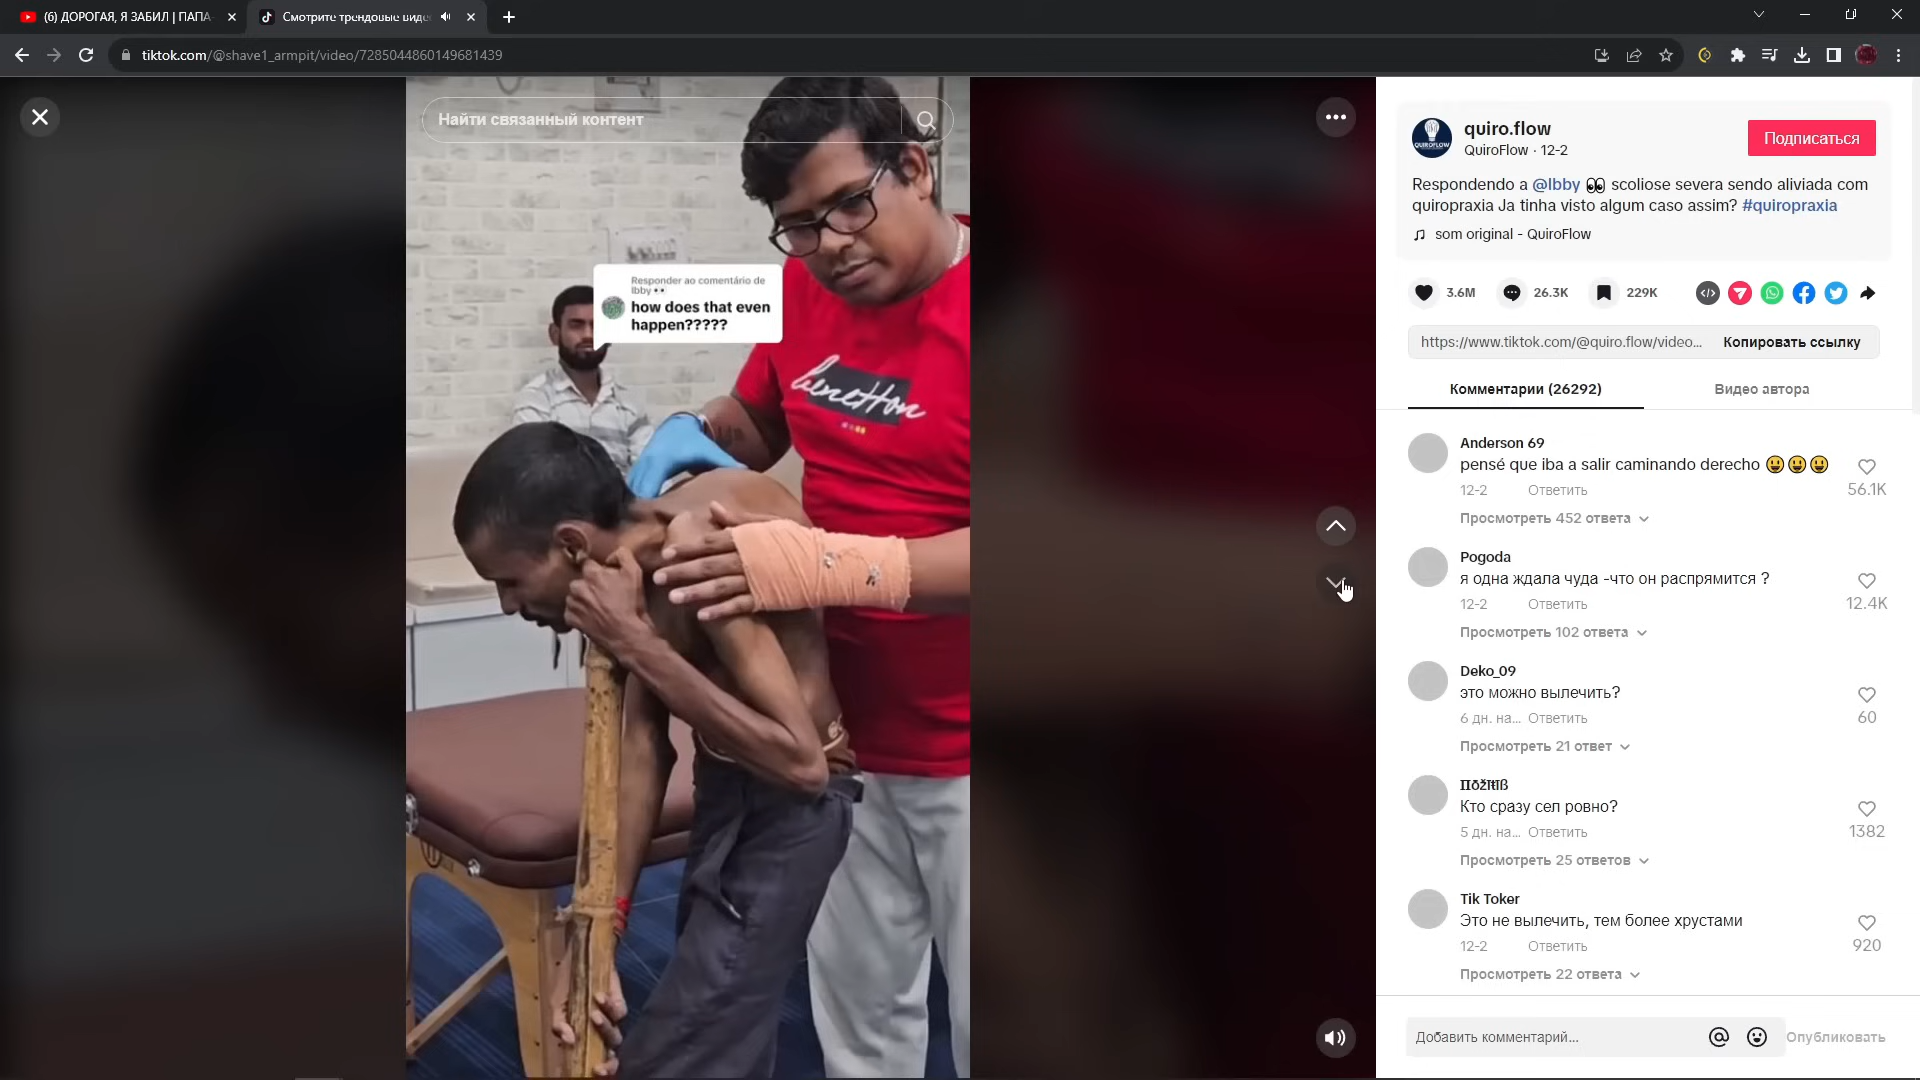 (6) ДОРОГАЯ, Я ЗАБИЛ | ПАПА-
Смотрите трендовые виде
tiktok.com/@shave1_armpit/video/7285044860149681439
Найти связанный контент
Responder ao comentário de
Ibby 👀
how does that even
happen?????
benetton
QUIROFLOW
quiro.flow
QuiroFlow · 12-2
Подписаться
Respondendo a @Ibby 👀 scoliose severa sendo aliviada com
quiropraxia Ja tinha visto algum caso assim? #quiropraxia
som original - QuiroFlow
3.6M 26.3K 229K
https://www.tiktok.com/@quiro.flow/video... Копировать ссылку
Комментарии (26292) Видео автора
Anderson 69
pensé que iba a salir caminando derecho 😃😃😃
12-2 Ответить 56.1K
Просмотреть 452 ответа
Pogoda
я одна ждала чуда -что он распрямится ?
12-2 Ответить 12.4K
Просмотреть 102 ответа
Deko_09
это можно вылечить?
6 дн. на... Ответить 60
Просмотреть 21 ответ
Кто сразу сел ровно?
5 дн. на... Ответить 1382
Просмотреть 25 ответов
Tik Toker
Это не вылечить, тем более хрустами
12-2 Ответить 920
Просмотреть 22 ответа
Добавить комментарий... Опубликовать